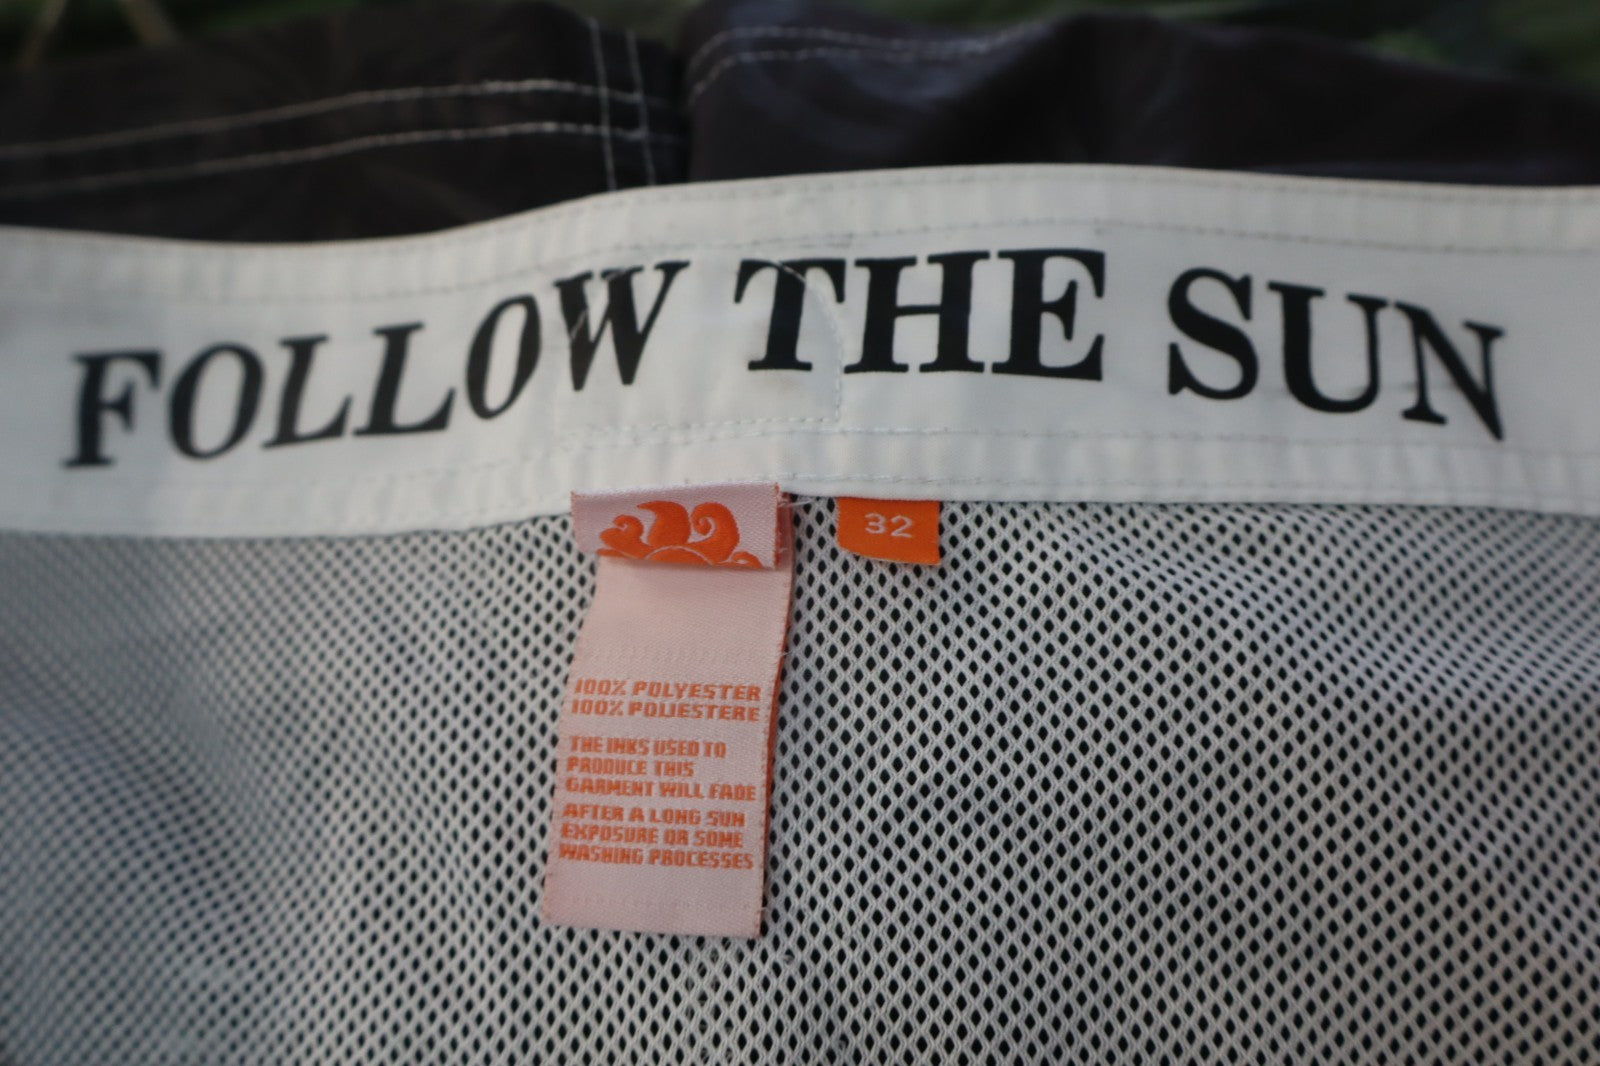 FOLLOW THE SUN
32
100% POLYESTER
100% POLIESTERE
THE INKS USED TO
PRODUCE THIS
GARMENT WILL FADE
AFTER A LONG SUN
EXPOSURE OR SOME
WASHING PROCESSES